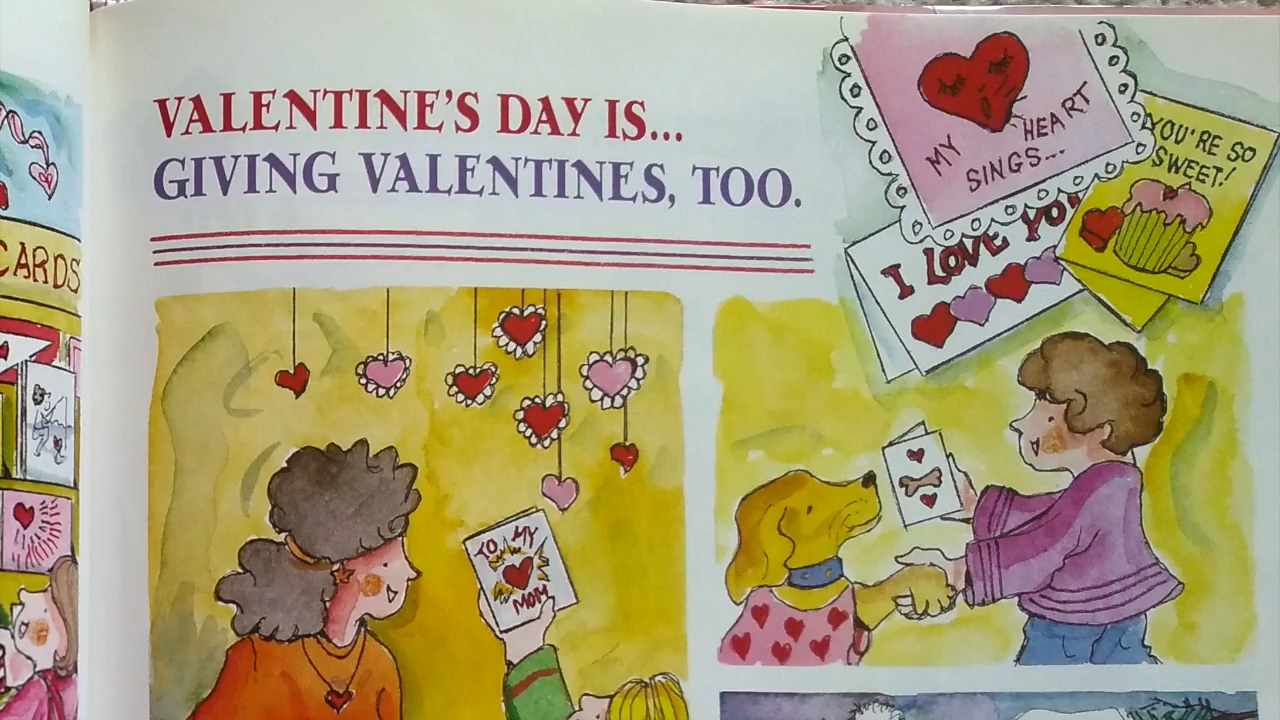 VALENTINE'S DAY IS...
GIVING VALENTINES, TOO.
MY HEART
SINGS...
YOU'RE SO
SWEET!
I LOVE YOU
CARDS
TO MY
MOM